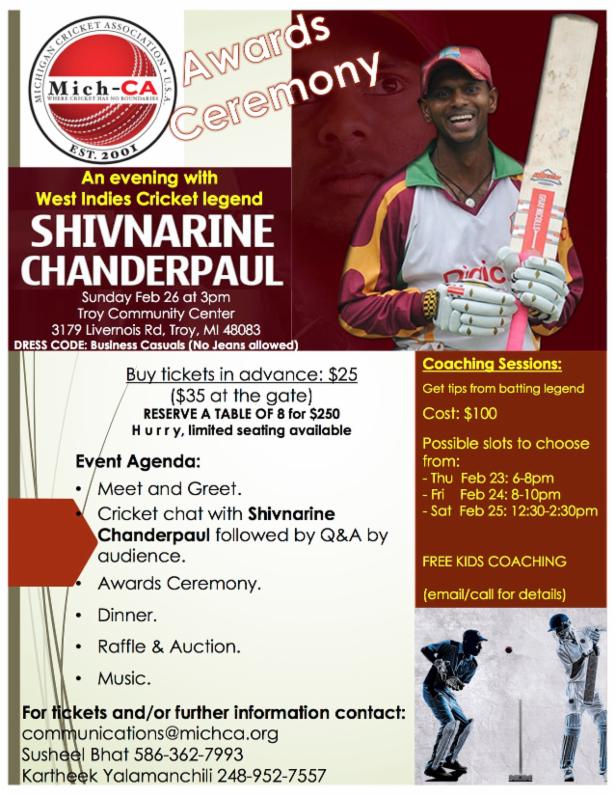 MICHIGAN CRICKET ASSOCIATION • U.S.A
Mich-CA
WHERE CRICKET HAS NO BOUNDARIES
EST. 2001
Awards
Ceremony
An evening with
West Indies Cricket legend
SHIVNARINE
CHANDERPAUL
Sunday Feb 26 at 3pm
Troy Community Center
3179 Livernois Rd, Troy, MI 48083
DRESS CODE: Business Casuals (No Jeans allowed)
Digic
GRAY-NICOLLS
Buy tickets in advance: $25
($35 at the gate)
RESERVE A TABLE OF 8 for $250
H u r r y, limited seating available
Event Agenda:
• Meet and Greet.
• Cricket chat with Shivnarine
Chanderpaul followed by Q&A by
audience.
• Awards Ceremony.
• Dinner.
• Raffle & Auction.
• Music.
For tickets and/or further information contact:
communications@michca.org
Susheel Bhat 586-362-7993
Kartheek Yalamanchili 248-952-7557
Coaching Sessions:
Get tips from batting legend
Cost: $100
Possible slots to choose
from:
- Thu Feb 23: 6-8pm
- Fri Feb 24: 8-10pm
- Sat Feb 25: 12:30-2:30pm
FREE KIDS COACHING
(email/call for details)